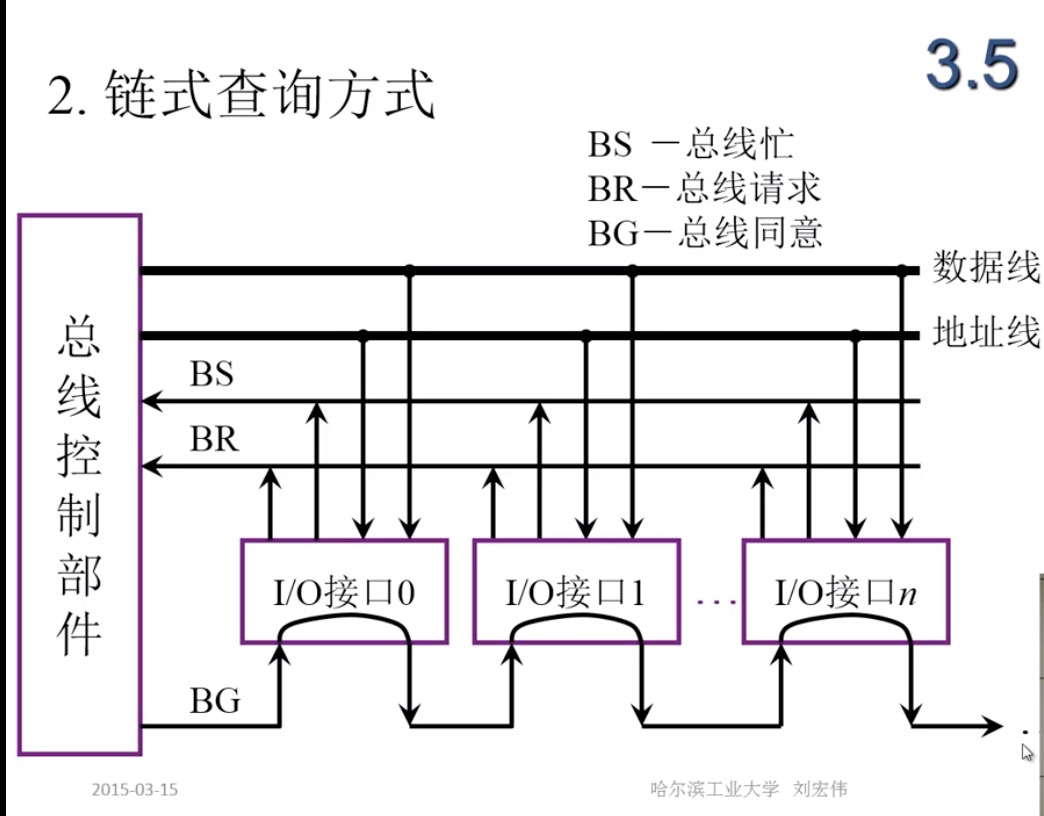 3.5
2. 链式查询方式
BS －总线忙
BR－总线请求
BG－总线同意
数据线
地址线
总线控制部件
BS
BR
I/O接口0
I/O接口1
…
I/O接口n
BG
2015-03-15
哈尔滨工业大学 刘宏伟